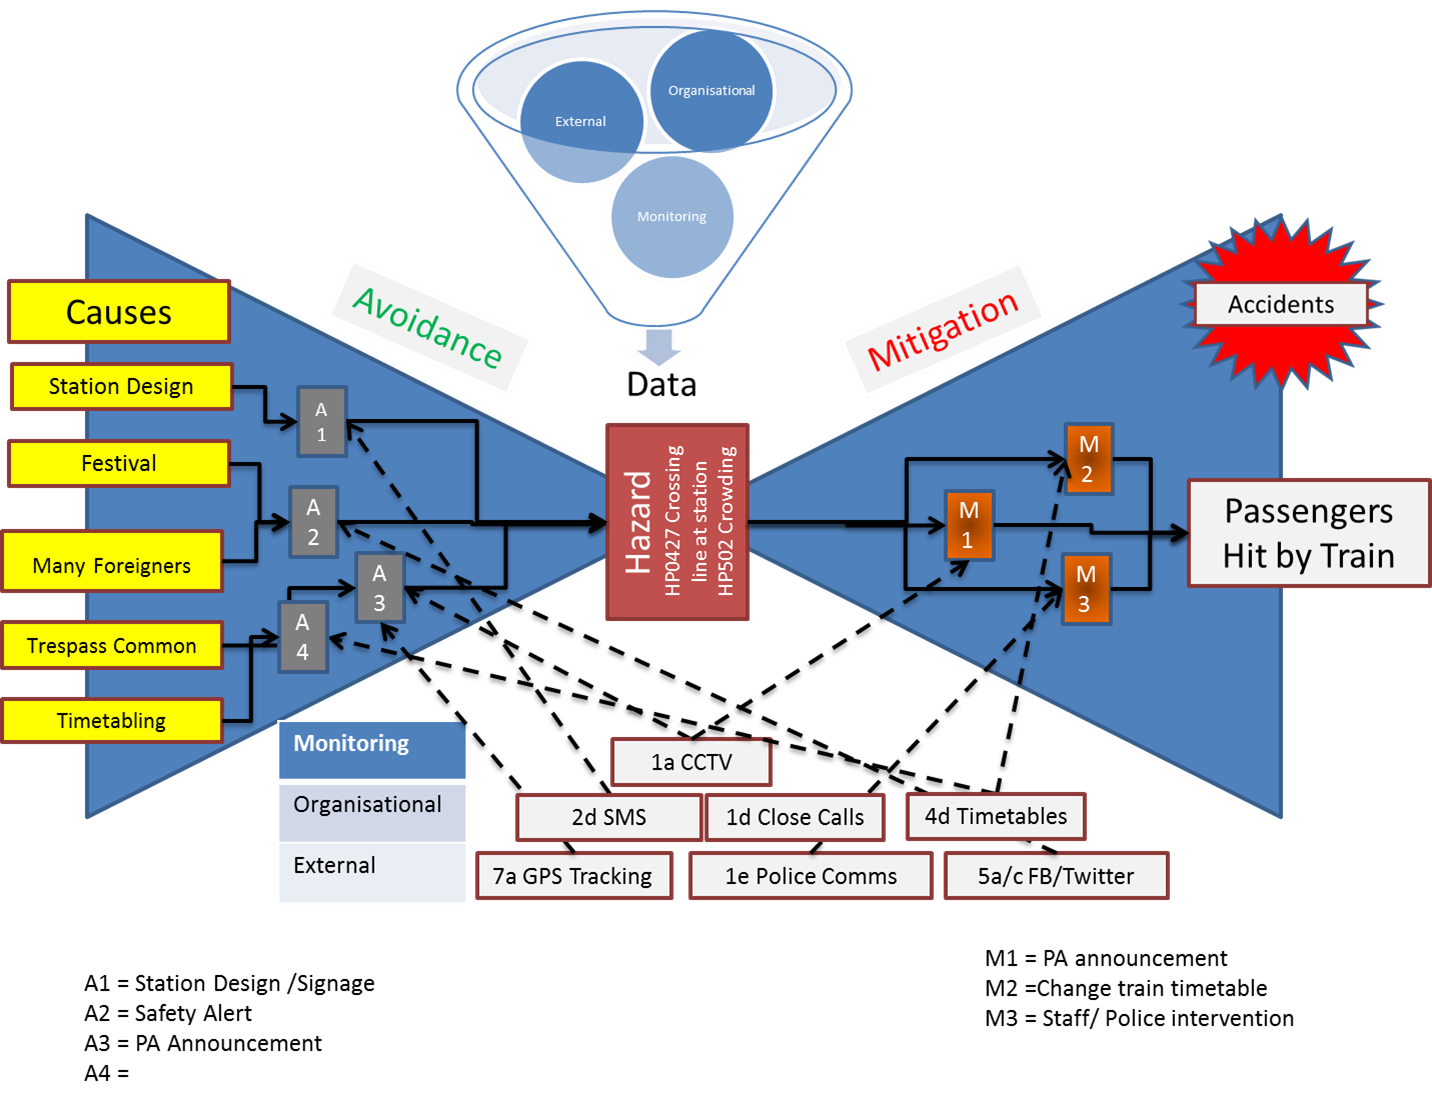 Organisational
External
Monitoring
Avoidance
Mitigation
Causes
Accidents
Data
Station Design
Festival
Many Foreigners
Trespass Common
Timetabling
A
1
A
2
A
3
A
4
Hazard
HP0427 Crossing
line at station
HP502 Crowding
M
2
M
1
M
3
Passengers
Hit by Train
Monitoring
Organisational
External
1a CCTV
2d SMS
1d Close Calls
4d Timetables
7a GPS Tracking
1e Police Comms
5a/c FB/Twitter
A1 = Station Design /Signage
A2 = Safety Alert
A3 = PA Announcement
A4 =
M1 = PA announcement
M2 =Change train timetable
M3 = Staff/ Police intervention